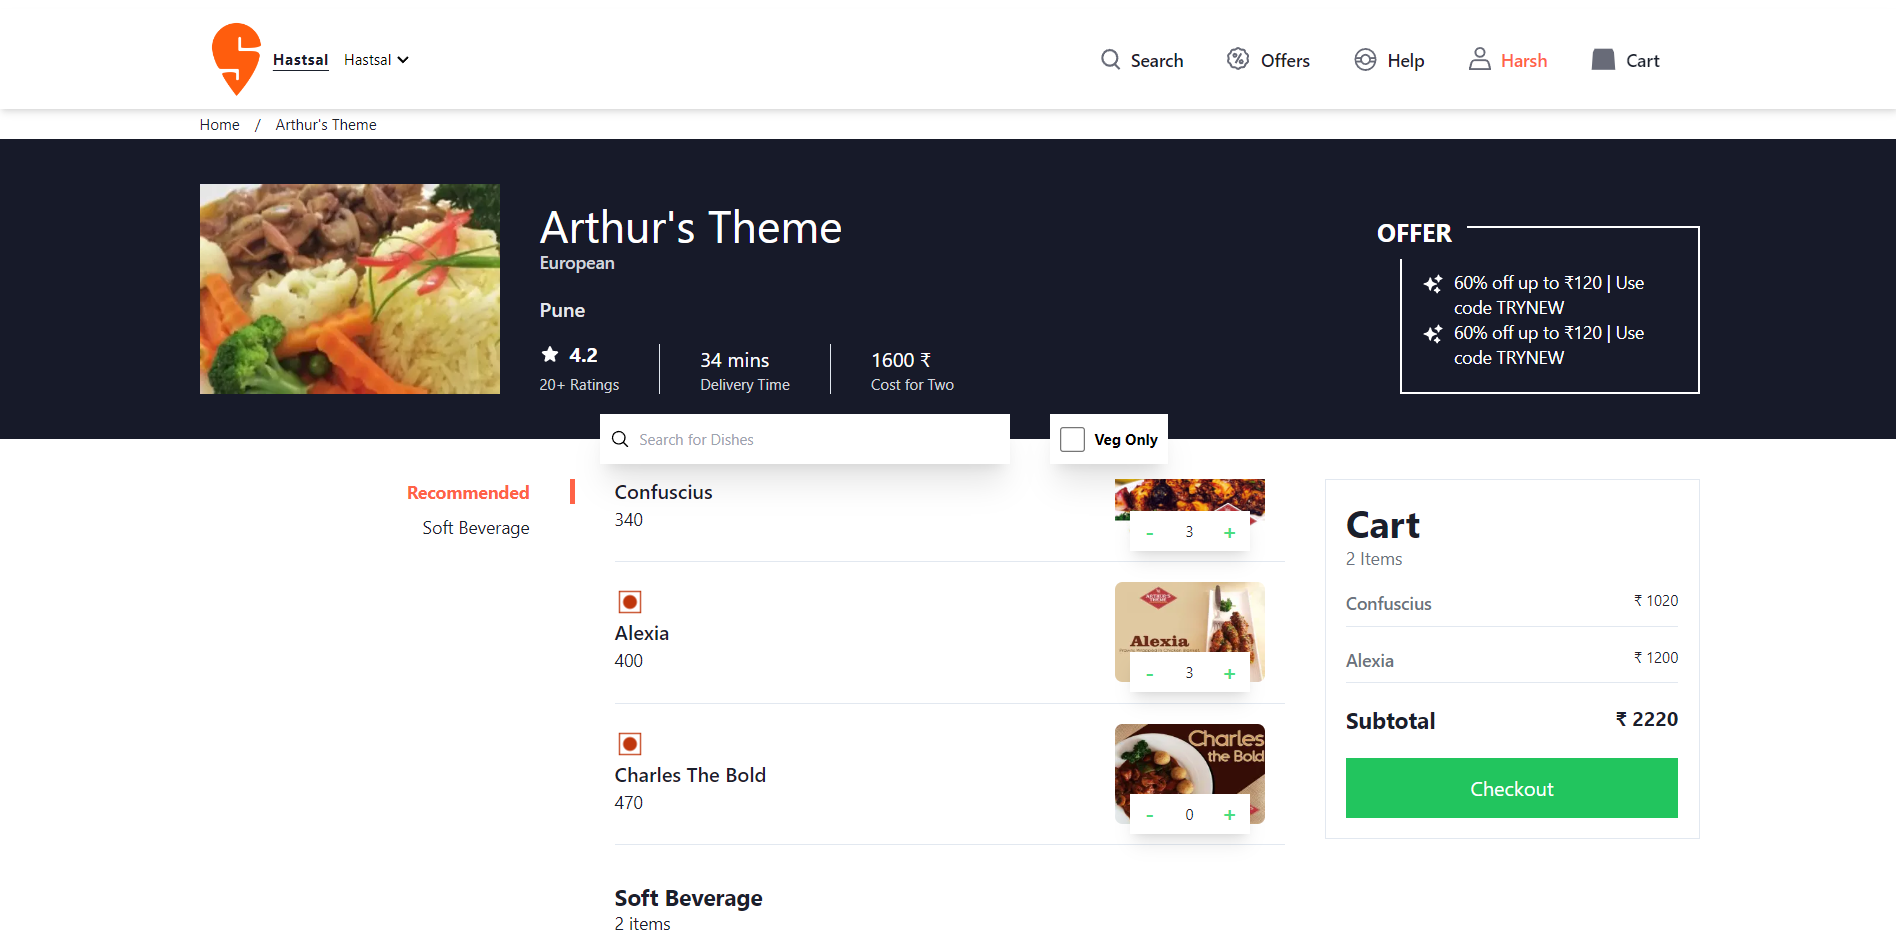 Hastsal Hastsal
Search
Offers
Help
Harsh
Cart
Home / Arthur's Theme
Arthur's Theme
European
Pune
4.2
20+ Ratings
34 mins
Delivery Time
1600 ₹
Cost for Two
OFFER
60% off up to ₹120 | Use
code TRYNEW
60% off up to ₹120 | Use
code TRYNEW
Search for Dishes
Veg Only
Recommended
Soft Beverage
Confuscius
340
- 3 +
Alexia
400
ARTHUR'S
THEME
Alexia
- 3 +
Charles The Bold
470
Charles
the Bold
- 0 +
Soft Beverage
2 items
Cart
2 Items
Confuscius ₹ 1020
Alexia ₹ 1200
Subtotal ₹ 2220
Checkout